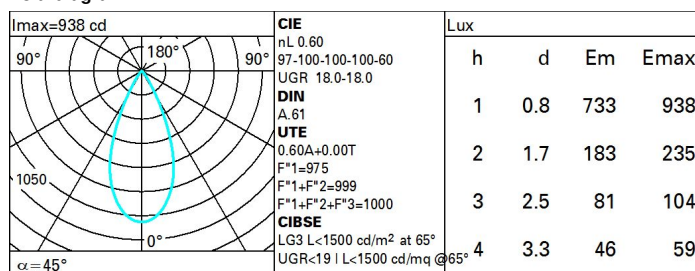 Imax=938 cd
90°
180°
90°
1050
0°
α=45°
CIE
nL 0.60
97-100-100-100-60
UGR 18.0-18.0
DIN
A.61
UTE
0.60A+0.00T
F"1=975
F"1+F"2=999
F"1+F"2+F"3=1000
CIBSE
LG3 L<1500 cd/m² at 65°
UGR<19 | L<1500 cd/mq @65°
Lux
h d Em Emax
1 0.8 733 938
2 1.7 183 235
3 2.5 81 104
4 3.3 46 59